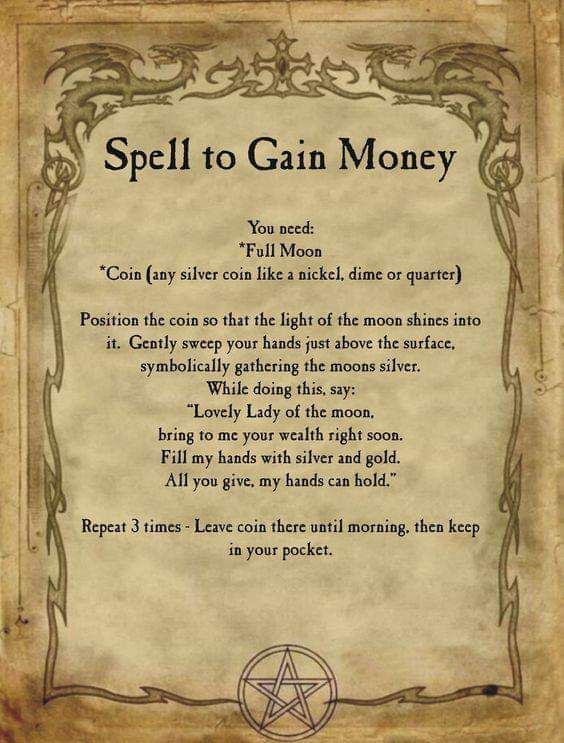 Spell to Gain Money
You need:
*Full Moon
*Coin (any silver coin like a nickel, dime or quarter)
Position the coin so that the light of the moon shines into
it. Gently sweep your hands just above the surface,
symbolically gathering the moons silver.
While doing this, say:
"Lovely Lady of the moon,
bring to me your wealth right soon.
Fill my hands with silver and gold.
All you give, my hands can hold."
Repeat 3 times - Leave coin there until morning, then keep
in your pocket.